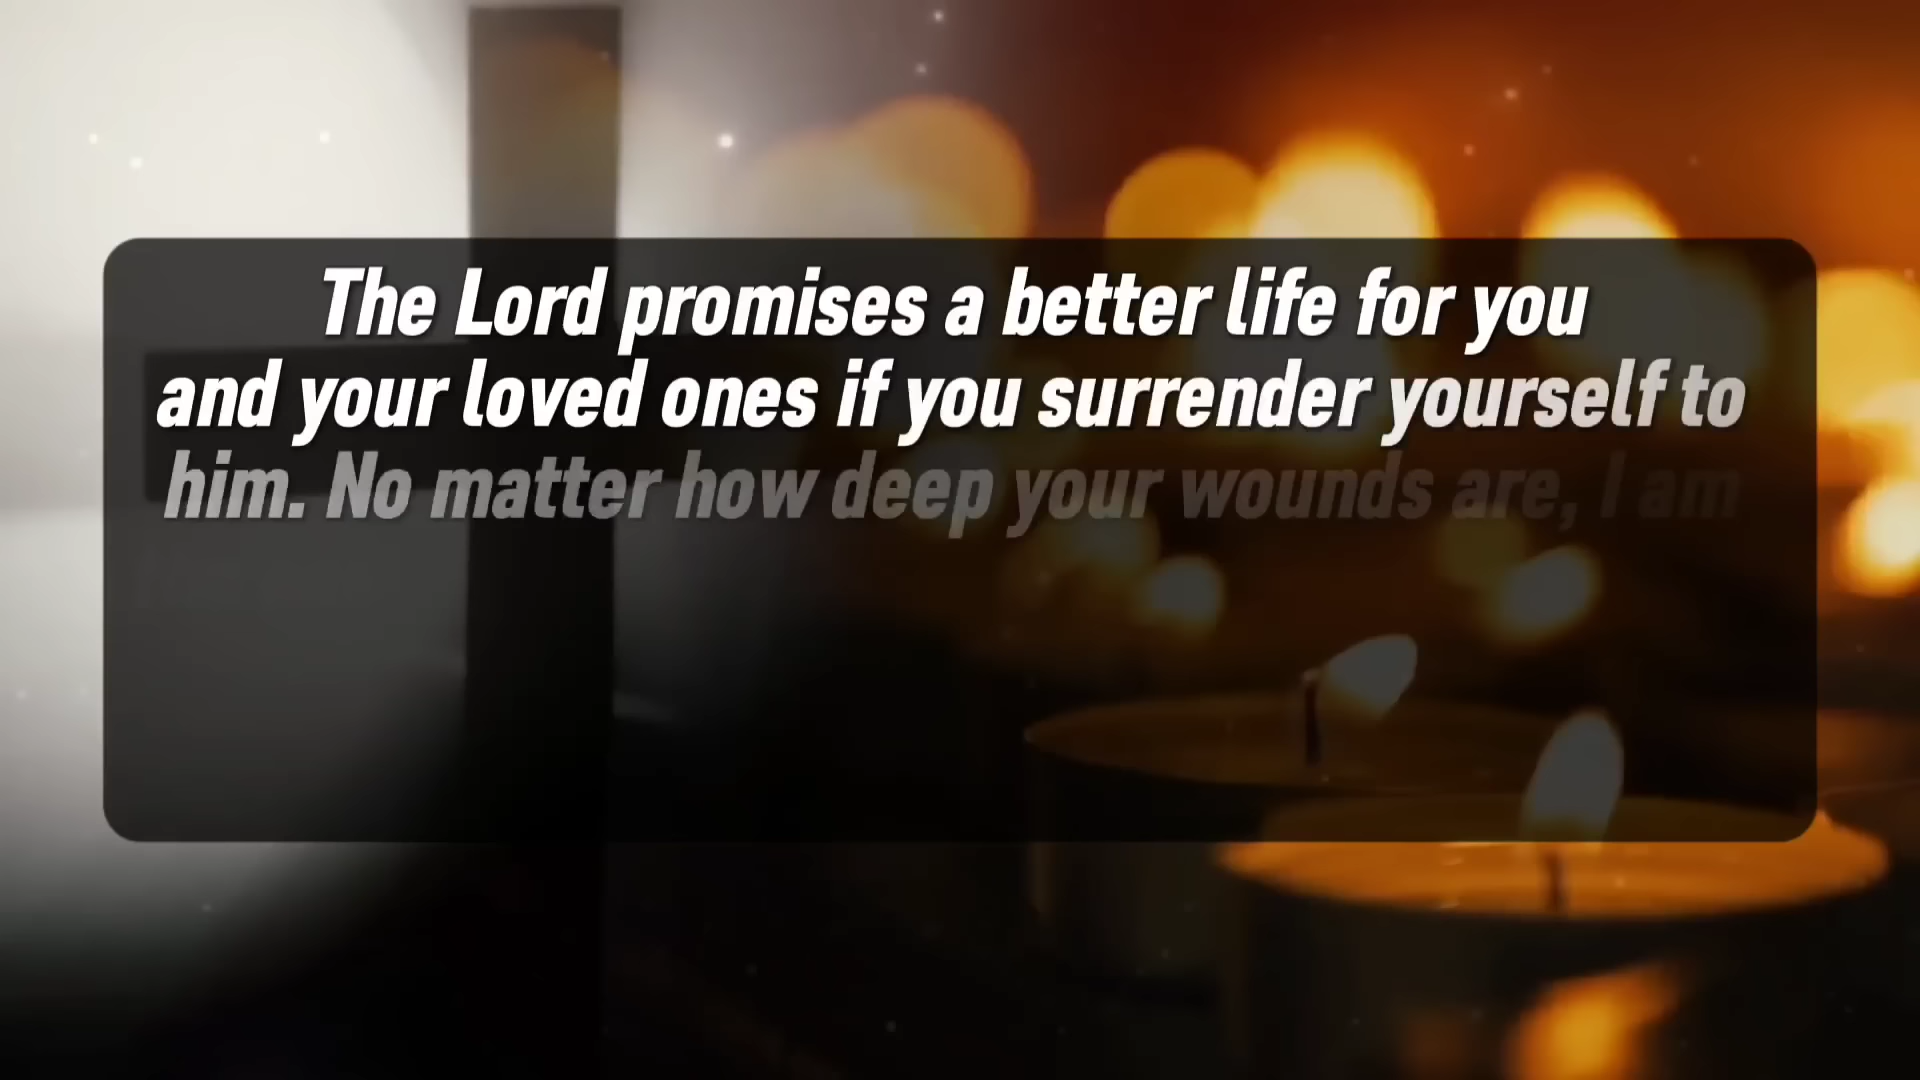 The Lord promises a better life for you
and your loved ones if you surrender yourself to
him. No matter how deep your wounds are, I am